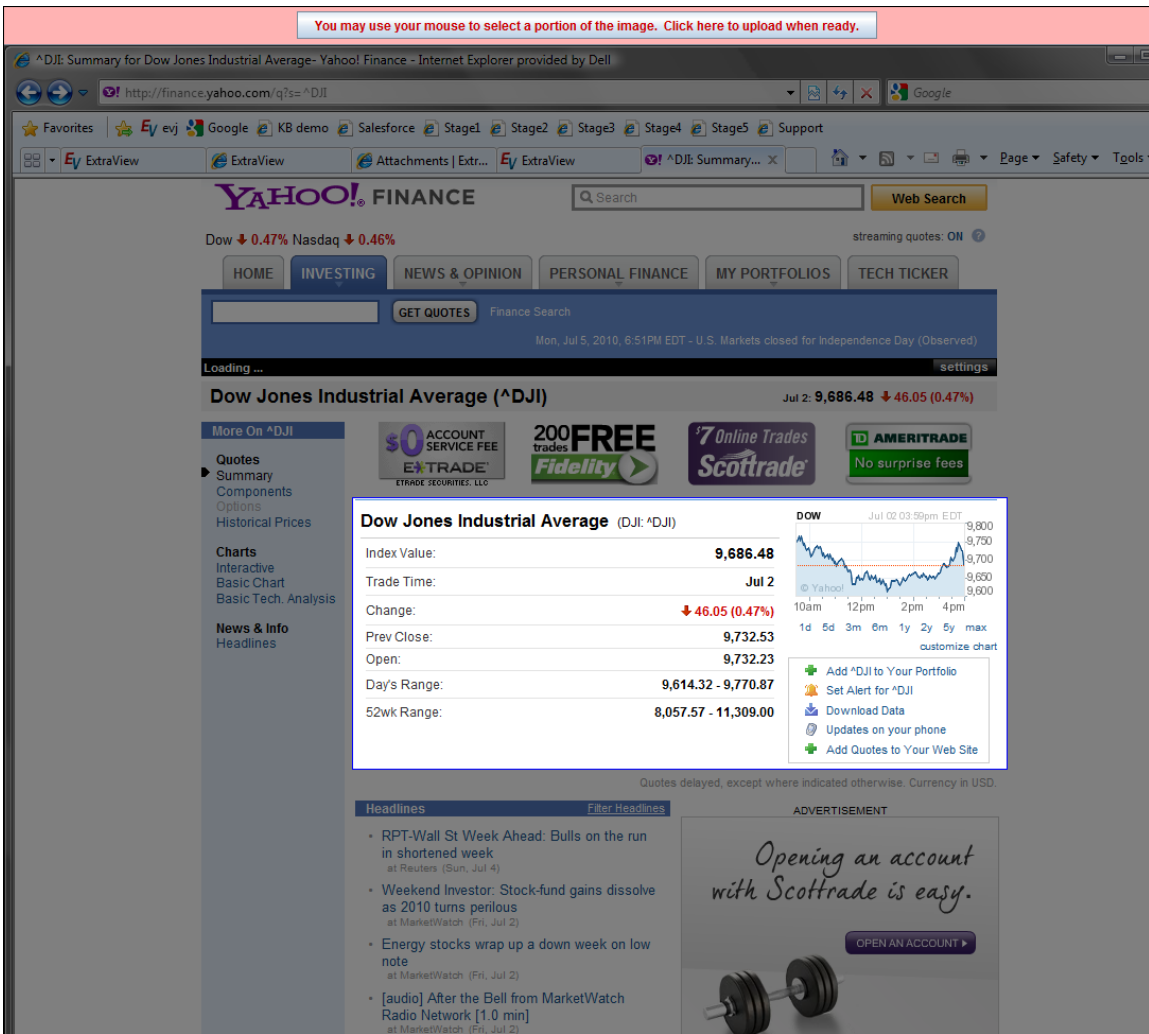 You may use your mouse to select a portion of the image. Click here to upload when ready.
^DJI: Summary for Dow Jones Industrial Average- Yahoo! Finance - Internet Explorer provided by Dell
http://finance.yahoo.com/q?s=^DJI
Google
Favorites evj Google KB demo Salesforce Stage1 Stage2 Stage3 Stage4 Stage5 Support
ExtraView ExtraView Attachments | Extr... ExtraView ^DJI: Summary... Page Safety Tools
YAHOO! FINANCE Search Web Search
Dow 0.47% Nasdaq 0.46% streaming quotes: ON
HOME INVESTING NEWS & OPINION PERSONAL FINANCE MY PORTFOLIOS TECH TICKER
GET QUOTES Finance Search
Mon, Jul 5, 2010, 6:51PM EDT - U.S. Markets closed for Independence Day (Observed)
Loading ... settings
Dow Jones Industrial Average (^DJI) Jul 2: 9,686.48 46.05 (0.47%)
More On ^DJI
Quotes
Summary
Components
Options
Historical Prices
Charts
Interactive
Basic Chart
Basic Tech. Analysis
News & Info
Headlines
$0 ACCOUNT SERVICE FEE
E*TRADE
ETRADE SECURITIES, LLC
200 trades FREE
Fidelity
$7 Online Trades
Scottrade
TD AMERITRADE
No surprise fees
Dow Jones Industrial Average (DJI: ^DJI)
Index Value: 9,686.48
Trade Time: Jul 2
Change: 46.05 (0.47%)
Prev Close: 9,732.53
Open: 9,732.23
Day's Range: 9,614.32 - 9,770.87
52wk Range: 8,057.57 - 11,309.00
DOW Jul 02 03:59pm EDT
9,800
9,750
9,700
9,650
9,600
© Yahoo!
10am 12pm 2pm 4pm
1d 5d 3m 6m 1y 2y 5y max
customize chart
Add ^DJI to Your Portfolio
Set Alert for ^DJI
Download Data
Updates on your phone
Add Quotes to Your Web Site
Quotes delayed, except where indicated otherwise. Currency in USD.
Headlines Filter Headlines
RPT-Wall St Week Ahead: Bulls on the run
in shortened week
at Reuters (Sun, Jul 4)
Weekend Investor: Stock-fund gains dissolve
as 2010 turns perilous
at MarketWatch (Fri, Jul 2)
Energy stocks wrap up a down week on low
note
at MarketWatch (Fri, Jul 2)
[audio] After the Bell from MarketWatch
Radio Network [1.0 min]
at MarketWatch (Fri, Jul 2)
ADVERTISEMENT
Opening an account
with Scottrade is easy.
OPEN AN ACCOUNT